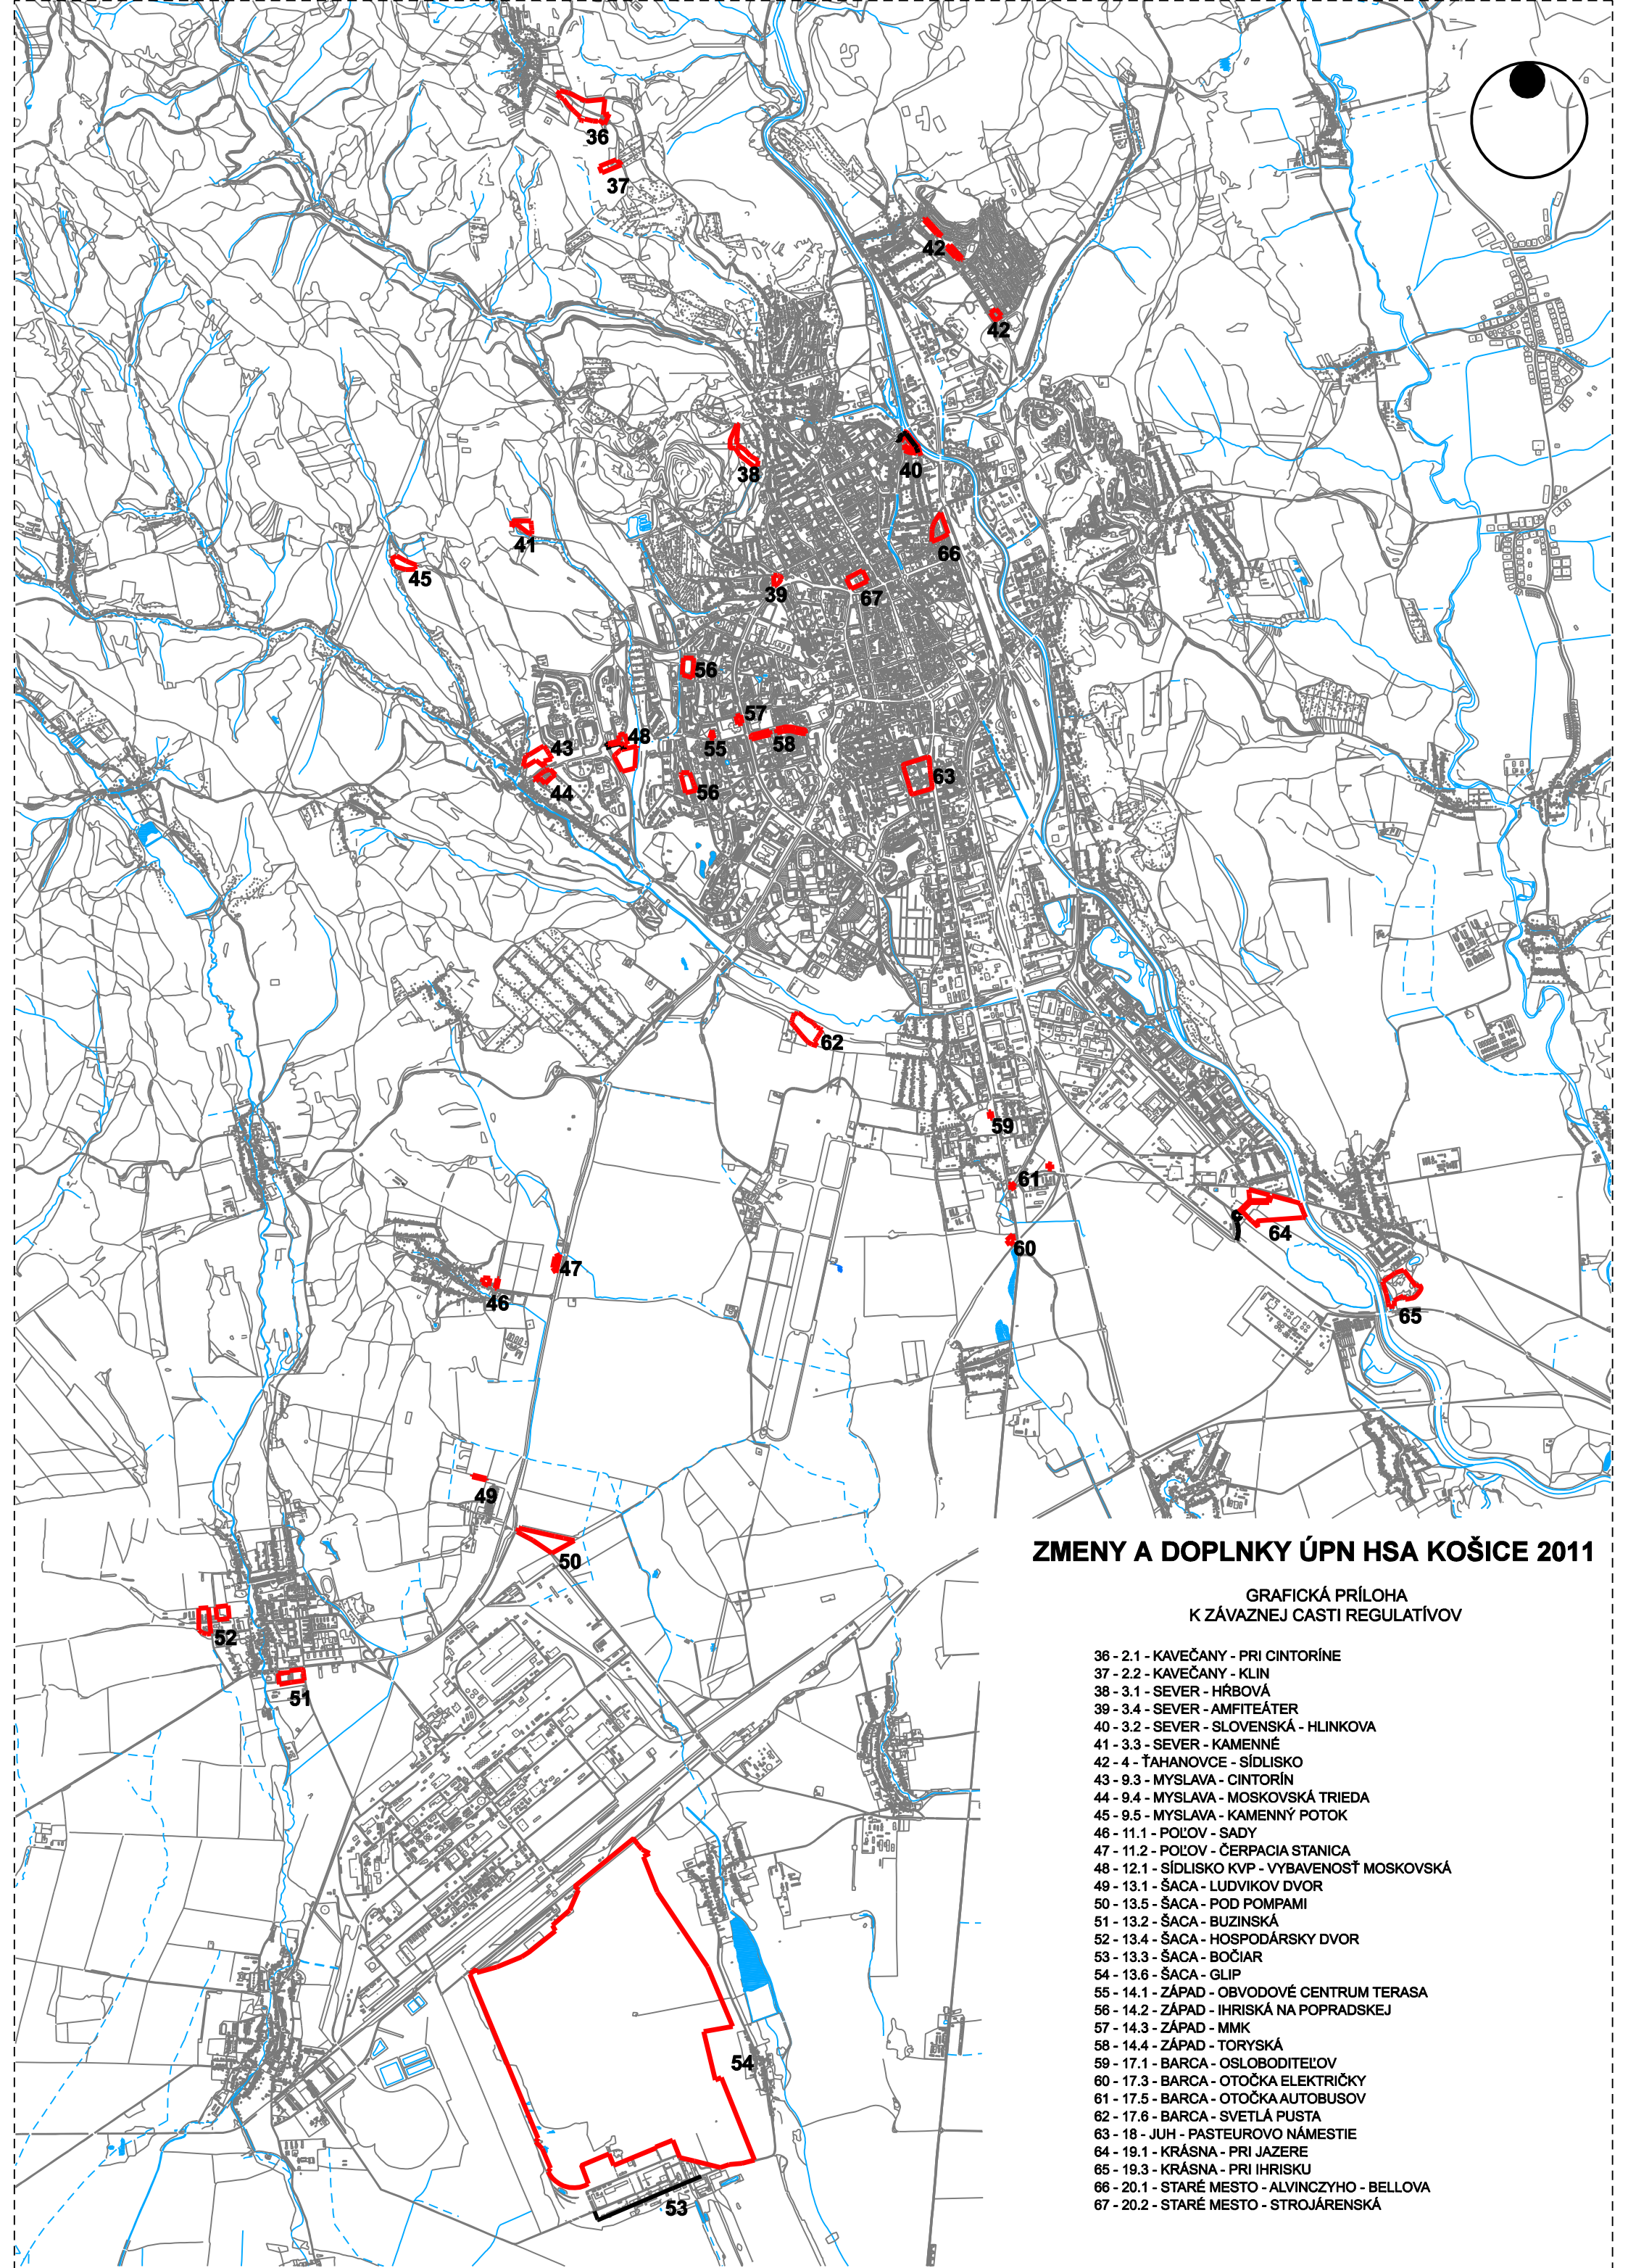 36
37
42
42
38
40
41
45
66
39
67
56
57
43
48
55
58
44
56
63
62
59
61
64
60
47
46
65
49
50
52
51
54
53
ZMENY A DOPLNKY ÚPN HSA KOŠICE 2011
GRAFICKÁ PRÍLOHA
K ZÁVAZNEJ CASTI REGULATÍVOV
36 - 2.1 - KAVEČANY - PRI CINTORÍNE
37 - 2.2 - KAVEČANY - KLIN
38 - 3.1 - SEVER - HŔBOVÁ
39 - 3.4 - SEVER - AMFITEÁTER
40 - 3.2 - SEVER - SLOVENSKÁ - HLINKOVA
41 - 3.3 - SEVER - KAMENNÉ
42 - 4 - ŤAHANOVCE - SÍDLISKO
43 - 9.3 - MYSLAVA - CINTORÍN
44 - 9.4 - MYSLAVA - MOSKOVSKÁ TRIEDA
45 - 9.5 - MYSLAVA - KAMENNÝ POTOK
46 - 11.1 - POĽOV - SADY
47 - 11.2 - POĽOV - ČERPACIA STANICA
48 - 12.1 - SÍDLISKO KVP - VYBAVENOSŤ MOSKOVSKÁ
49 - 13.1 - ŠACA - LUDVIKOV DVOR
50 - 13.5 - ŠACA - POD POMPAMI
51 - 13.2 - ŠACA - BUZINSKÁ
52 - 13.4 - ŠACA - HOSPODÁRSKY DVOR
53 - 13.3 - ŠACA - BOČIAR
54 - 13.6 - ŠACA - GLIP
55 - 14.1 - ZÁPAD - OBVODOVÉ CENTRUM TERASA
56 - 14.2 - ZÁPAD - IHRISKÁ NA POPRADSKEJ
57 - 14.3 - ZÁPAD - MMK
58 - 14.4 - ZÁPAD - TORYSKÁ
59 - 17.1 - BARCA - OSLOBODITEĽOV
60 - 17.3 - BARCA - OTOČKA ELEKTRIČKY
61 - 17.5 - BARCA - OTOČKA AUTOBUSOV
62 - 17.6 - BARCA - SVETLÁ PUSTA
63 - 18 - JUH - PASTEUROVO NÁMESTIE
64 - 19.1 - KRÁSNA - PRI JAZERE
65 - 19.3 - KRÁSNA - PRI IHRISKU
66 - 20.1 - STARÉ MESTO - ALVINCZYHO - BELLOVA
67 - 20.2 - STARÉ MESTO - STROJÁRENSKÁ